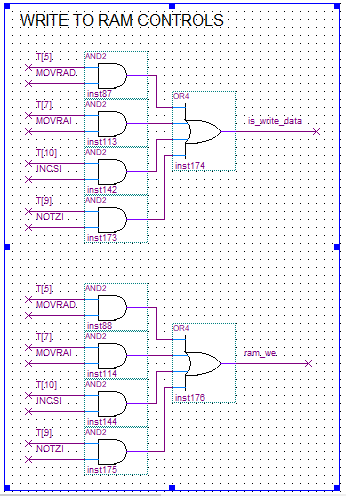 WRITE TO RAM CONTROLS
T[5]
AND2
MOVRAD
inst87
T[7]
AND2
OR4
MOVRAI
is_write_data
inst113
T[10]
AND2
INCSI
inst174
inst142
T[9]
AND2
NOTZI
inst173
T[5]
AND2
MOVRAD
inst88
T[7]
AND2
OR4
MOVRAI
ram_we
inst114
T[10]
AND2
INCSI
inst176
inst144
T[9]
AND2
NOTZI
inst175